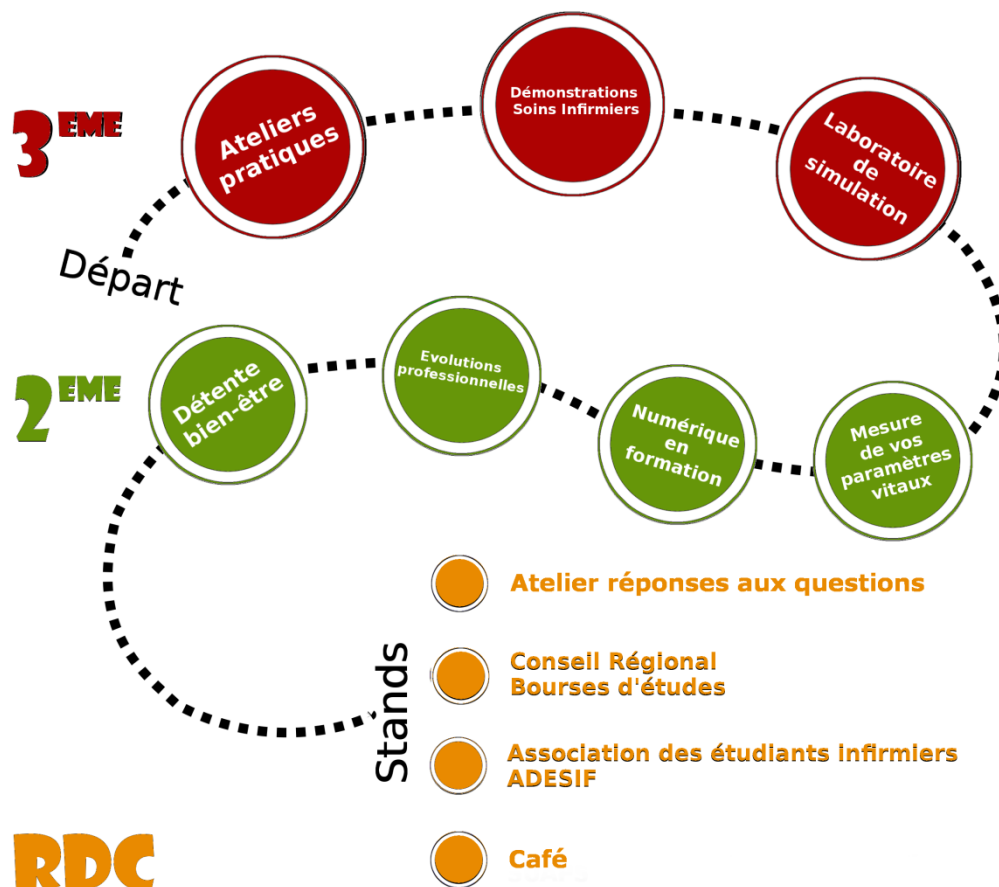 3EME
Ateliers
pratiques
Démonstrations
Soins Infirmiers
Laboratoire
de
simulation
Départ
2EME
Détente
bien-être
Evolutions
professionnelles
Numérique
en
formation
Mesure
de vos
paramètres
vitaux
Stands
Atelier réponses aux questions
Conseil Régional
Bourses d'études
Association des étudiants infirmiers
ADESIF
RDC
Café